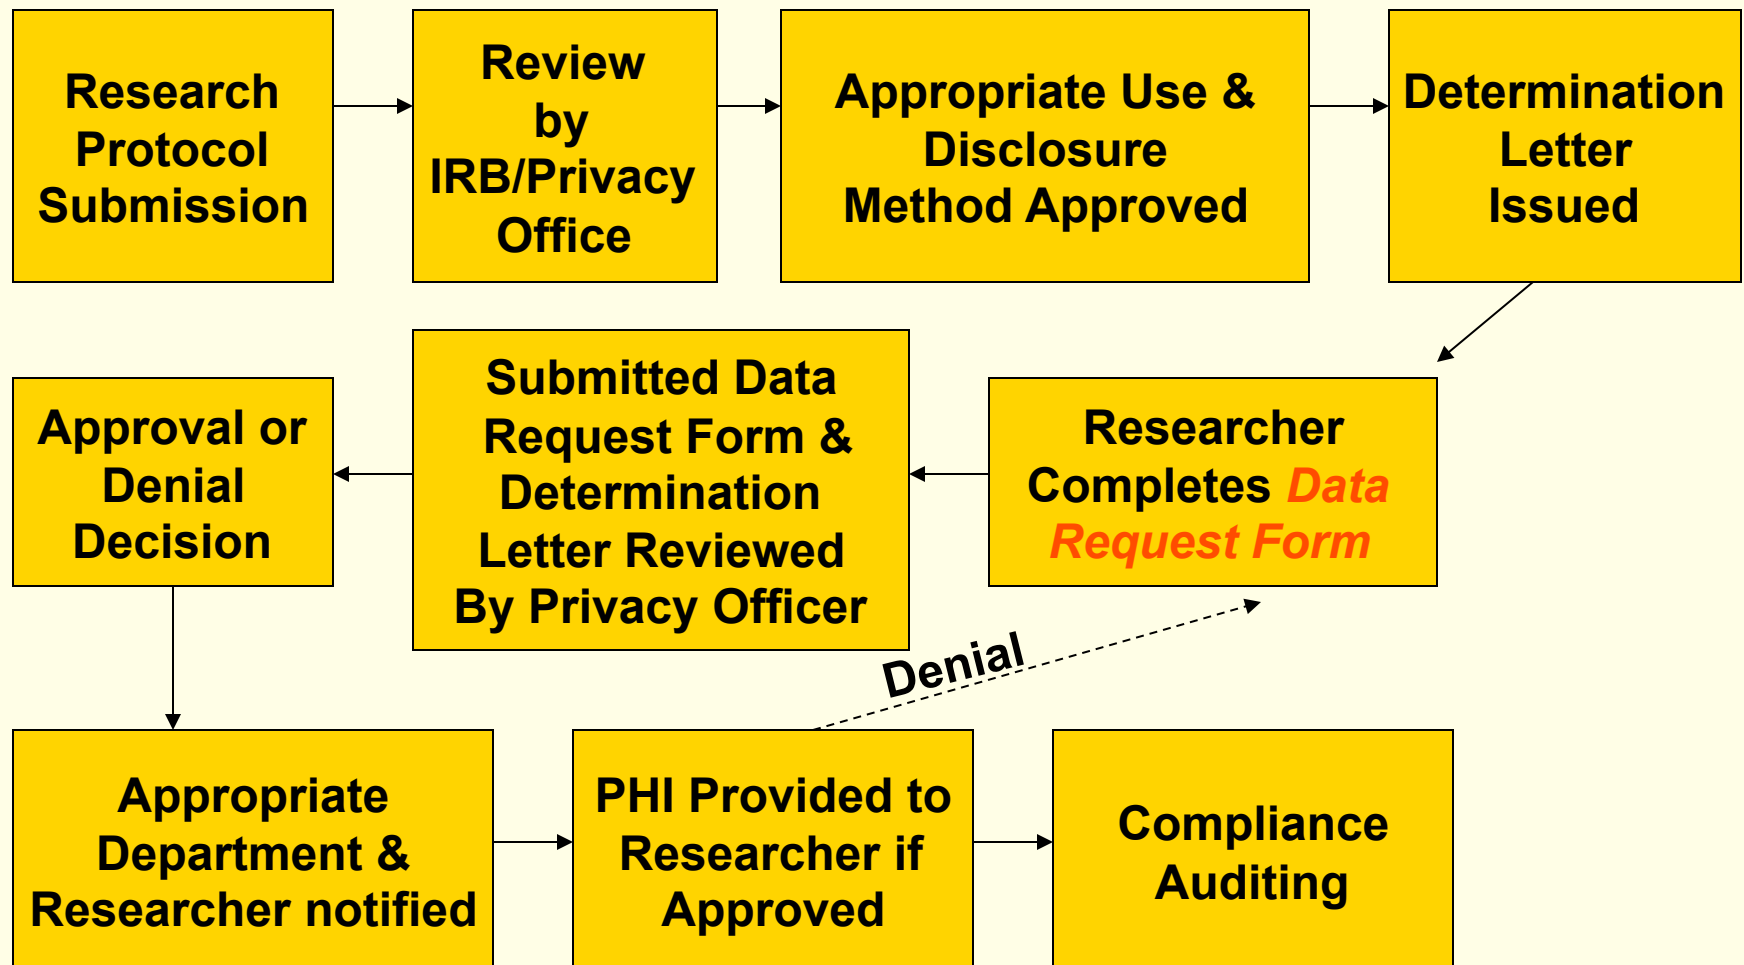 Research
Protocol
Submission
Review
by
IRB/Privacy
Office
Appropriate Use &
Disclosure
Method Approved
Determination
Letter
Issued
Researcher
Completes Data
Request Form
Submitted Data
Request Form &
Determination
Letter Reviewed
By Privacy Officer
Approval or
Denial
Decision
Denial
Appropriate
Department &
Researcher notified
PHI Provided to
Researcher if
Approved
Compliance
Auditing